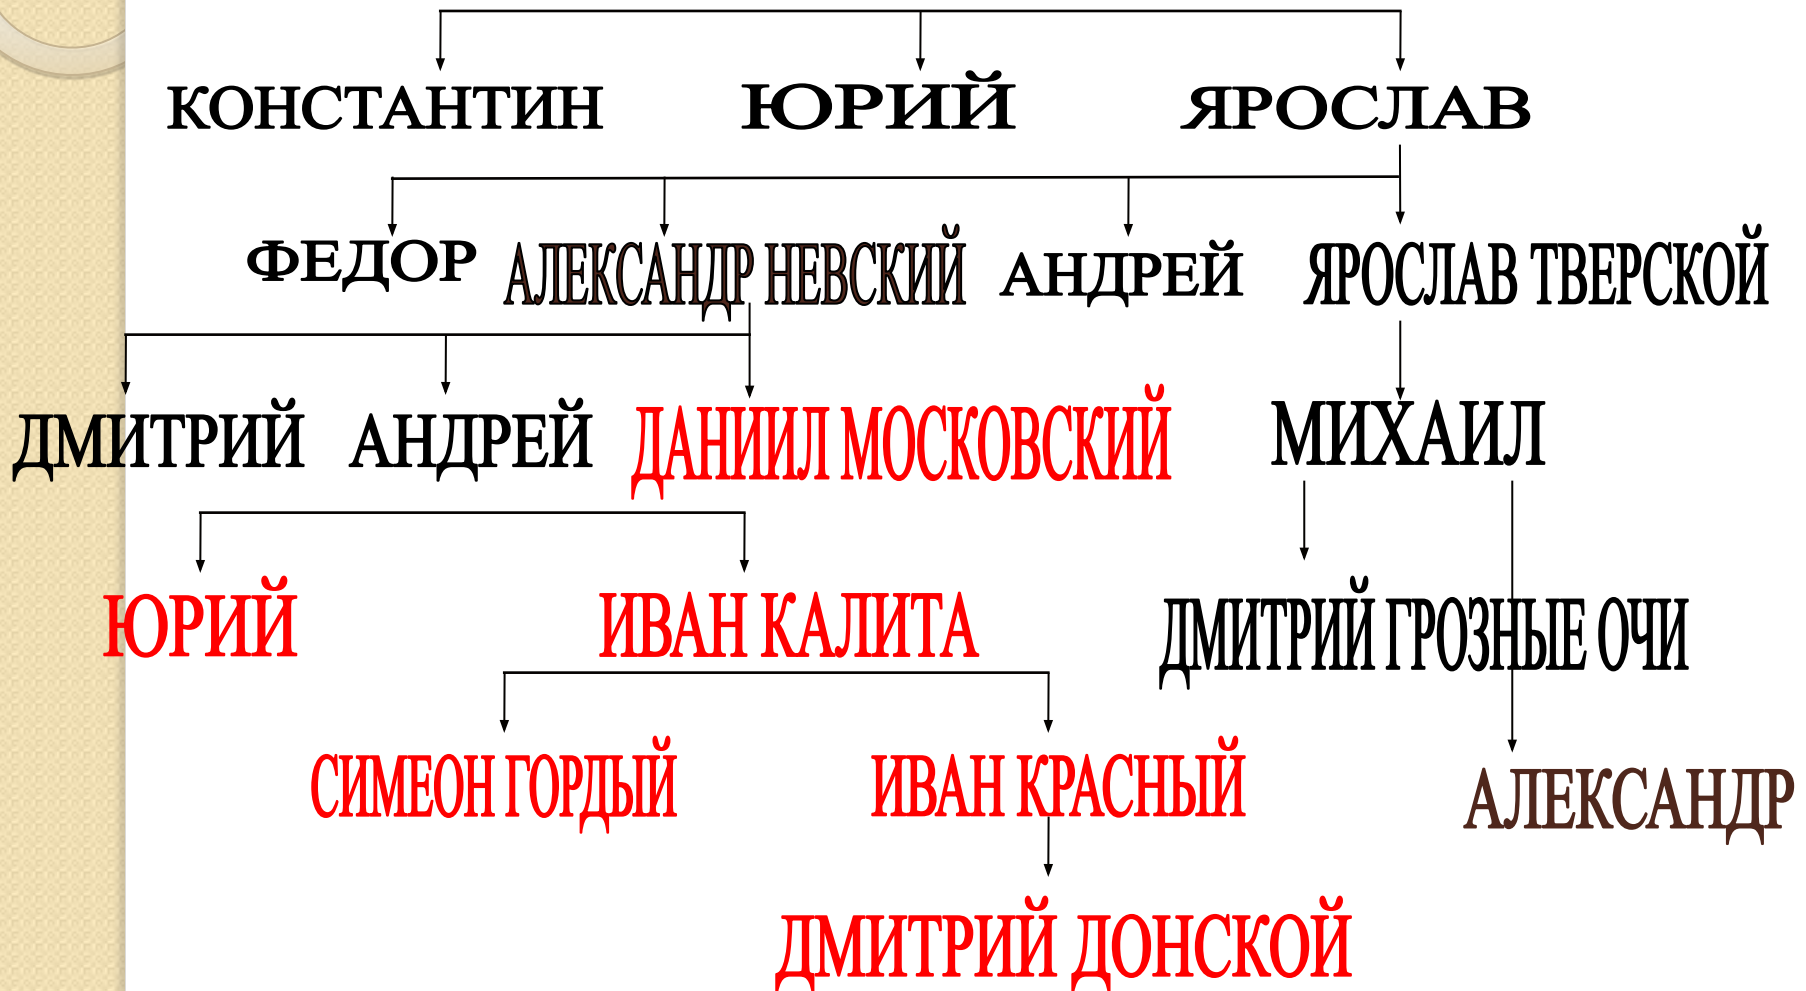 КОНСТАНТИН ЮРИЙ ЯРОСЛАВ
ФЕДОР АЛЕКСАНДР НЕВСКИЙ АНДРЕЙ ЯРОСЛАВ ТВЕРСКОЙ
ДМИТРИЙ АНДРЕЙ ДАНИИЛ МОСКОВСКИЙ МИХАИЛ
ЮРИЙ ИВАН КАЛИТА ДМИТРИЙ ГРОЗНЫЕ ОЧИ
СИМЕОН ГОРДЫЙ ИВАН КРАСНЫЙ АЛЕКСАНДР
ДМИТРИЙ ДОНСКОЙ